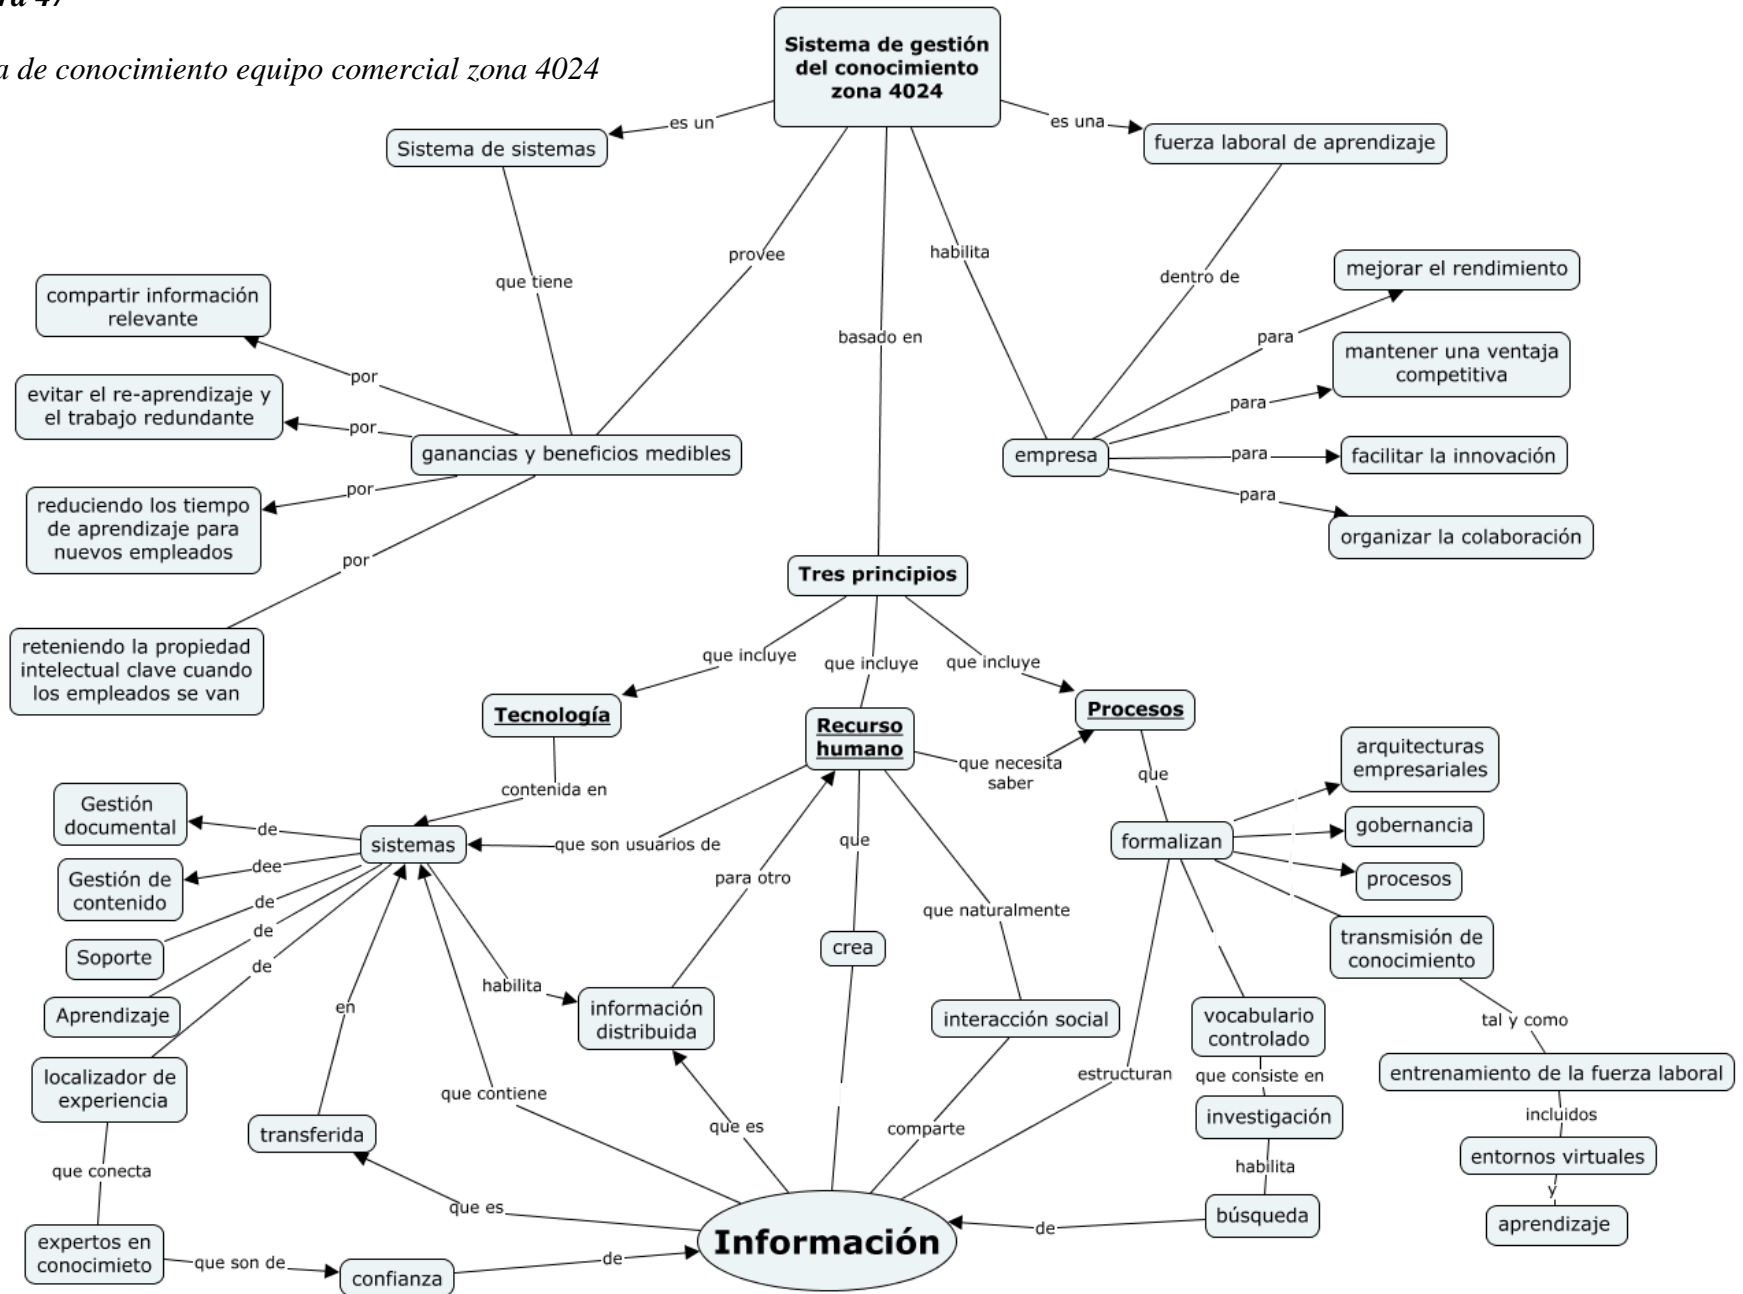 ra 47
a de conocimiento equipo comercial zona 4024
Sistema de gestión
del conocimiento
zona 4024
es un
es una
Sistema de sistemas
fuerza laboral de aprendizaje
provee
habilita
que tiene
dentro de
basado en
compartir información
relevante
evitar el re-aprendizaje y
el trabajo redundante
reduciendo los tiempo
de aprendizaje para
nuevos empleados
reteniendo la propiedad
intelectual clave cuando
los empleados se van
por
por
por
por
ganancias y beneficios medibles
empresa
para
para
para
para
mejorar el rendimiento
mantener una ventaja
competitiva
facilitar la innovación
organizar la colaboración
Tres principios
que incluye
que incluye
que incluye
Tecnología
Recurso
humano
Procesos
contenida en
que necesita
saber
que
sistemas
que son usuarios de
que
formalizan
arquitecturas
empresariales
gobernancia
procesos
transmisión de
conocimiento
Gestión
documental
Gestión de
contenido
Soporte
Aprendizaje
localizador de
experiencia
de
dee
de
de
de
para otro
que naturalmente
crea
habilita
en
información
distribuida
interacción social
vocabulario
controlado
tal y como
entrenamiento de la fuerza laboral
que contiene
que es
comparte
estructuran
que consiste en
investigación
incluidos
entornos virtuales
y
aprendizaje
transferida
que conecta
habilita
búsqueda
que es
de
Información
expertos en
conocimieto
que son de
confianza
de